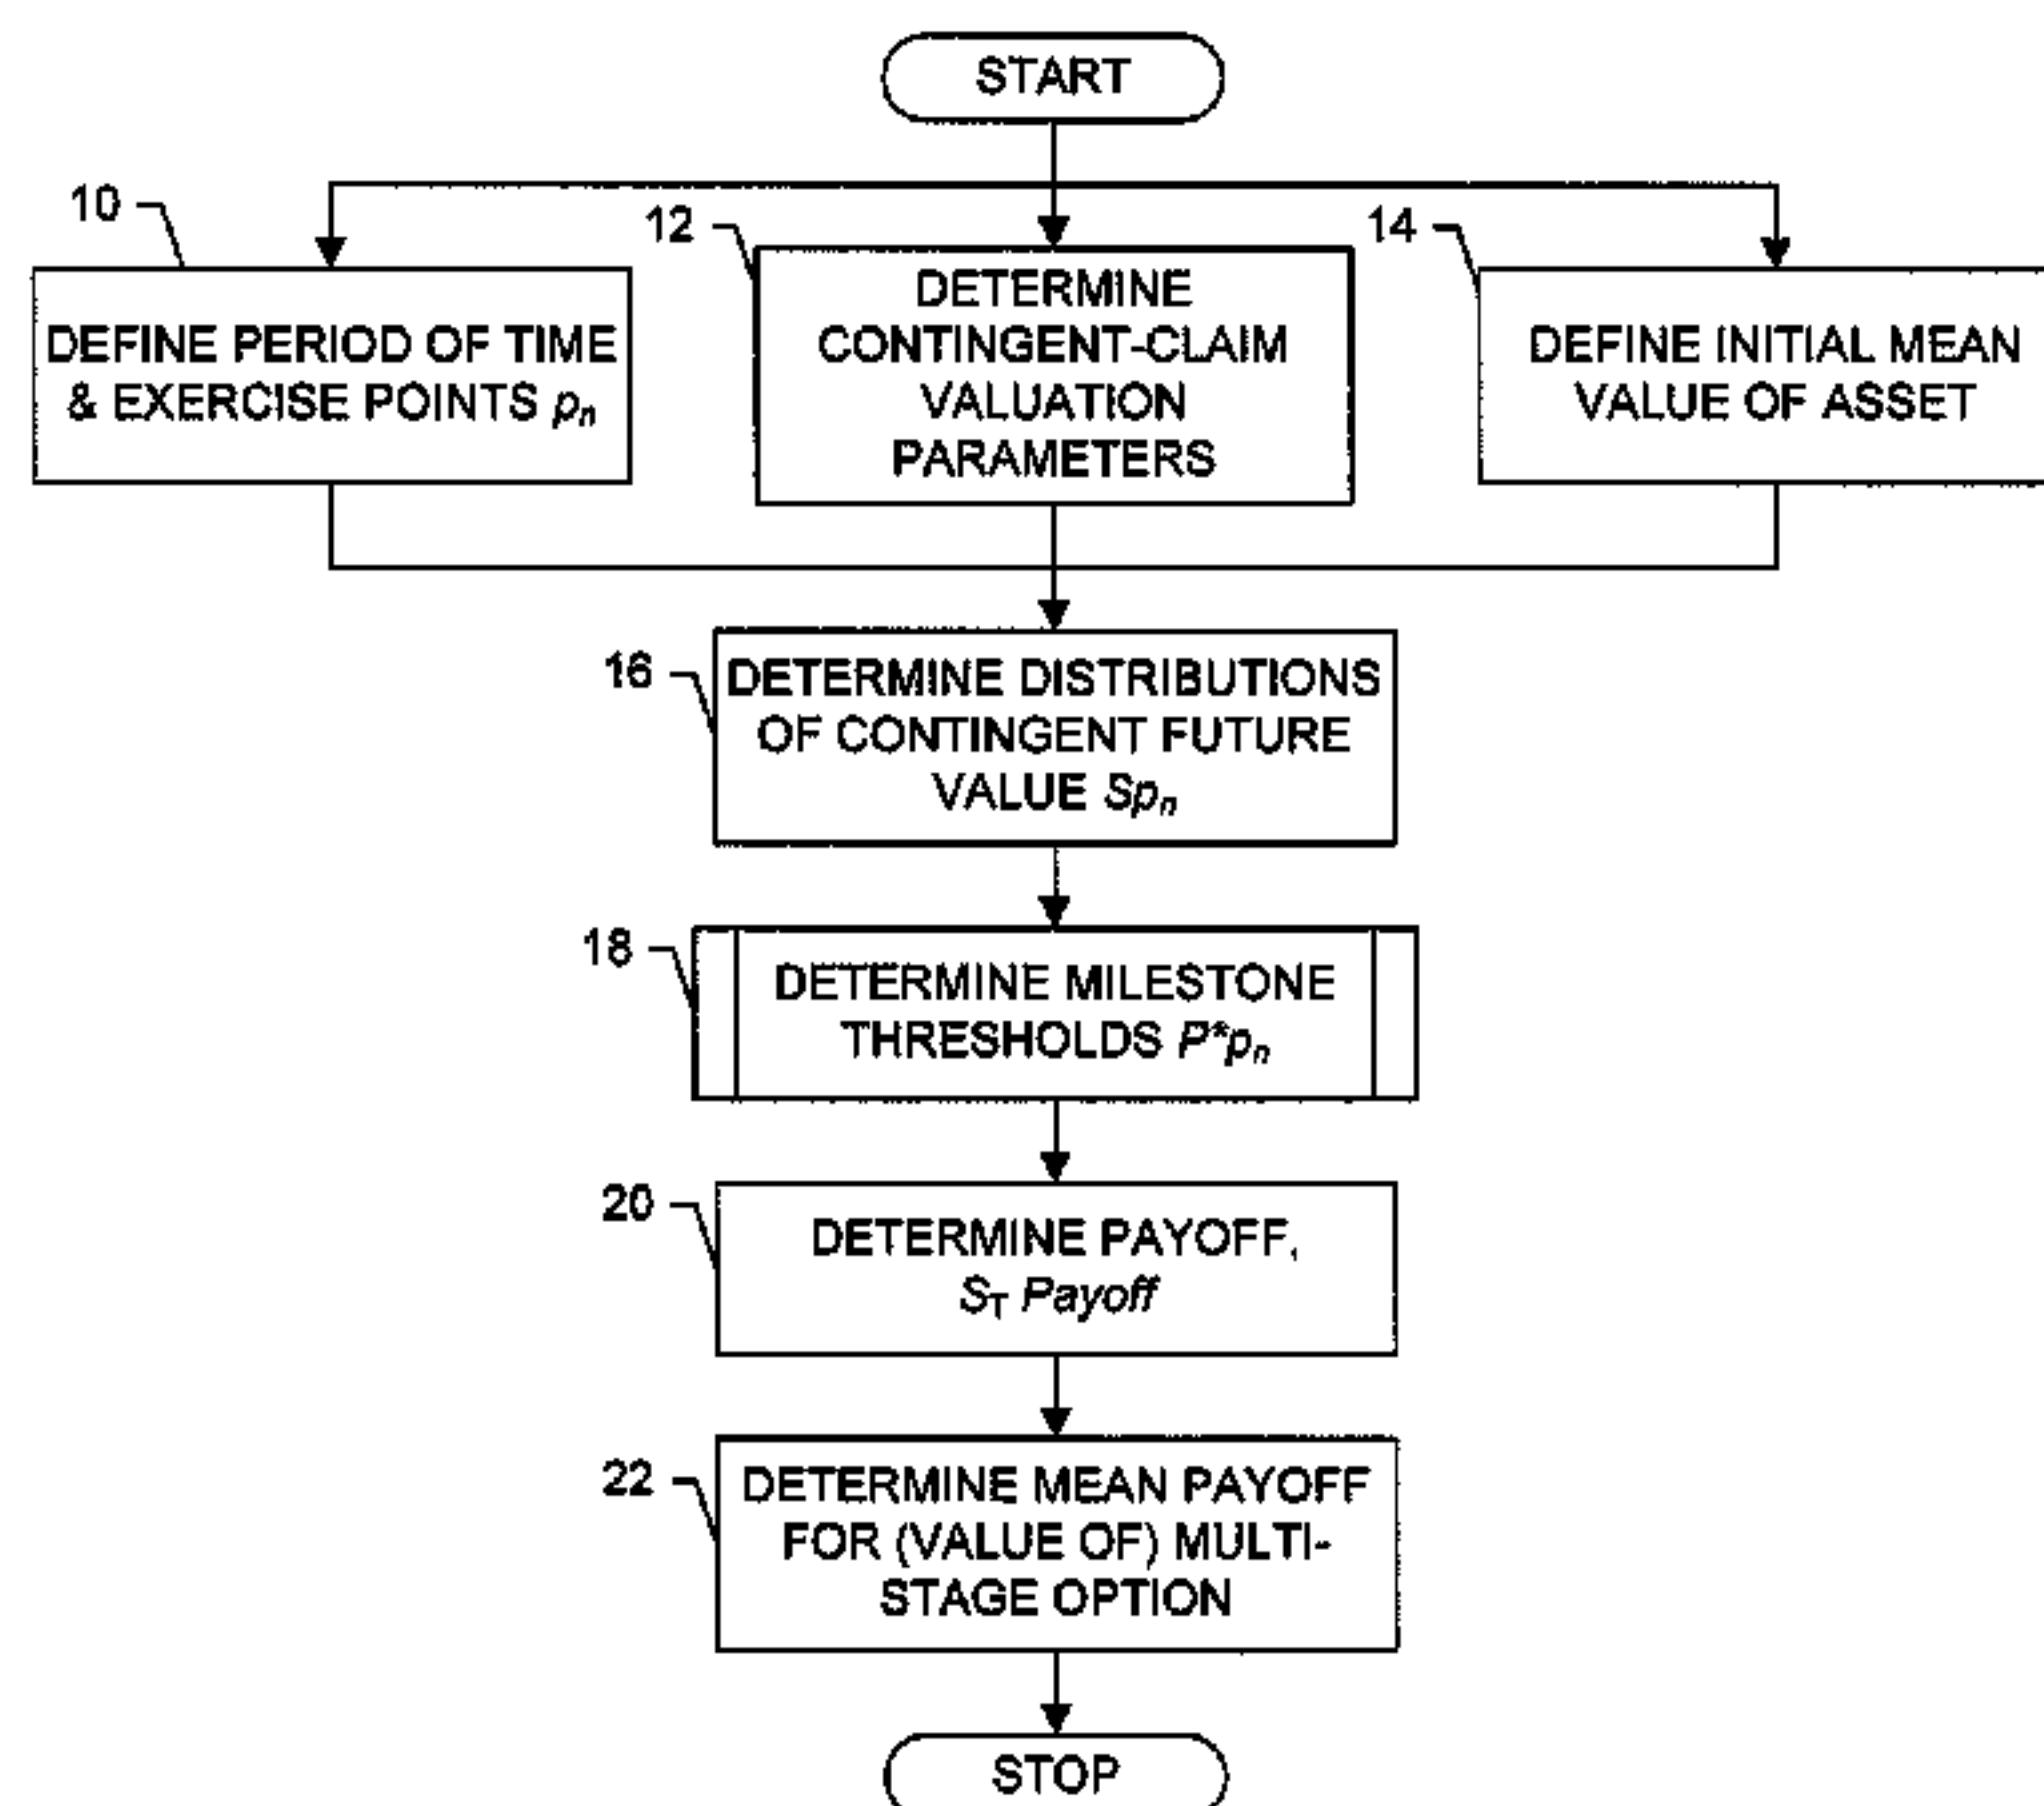 START
10
12
14
DEFINE PERIOD OF TIME
& EXERCISE POINTS pn
DETERMINE
CONTINGENT-CLAIM
VALUATION
PARAMETERS
DEFINE INITIAL MEAN
VALUE OF ASSET
16
DETERMINE DISTRIBUTIONS
OF CONTINGENT FUTURE
VALUE Spn
18
DETERMINE MILESTONE
THRESHOLDS P*pn
20
DETERMINE PAYOFF,
ST Payoff
22
DETERMINE MEAN PAYOFF
FOR (VALUE OF) MULTI-
STAGE OPTION
STOP